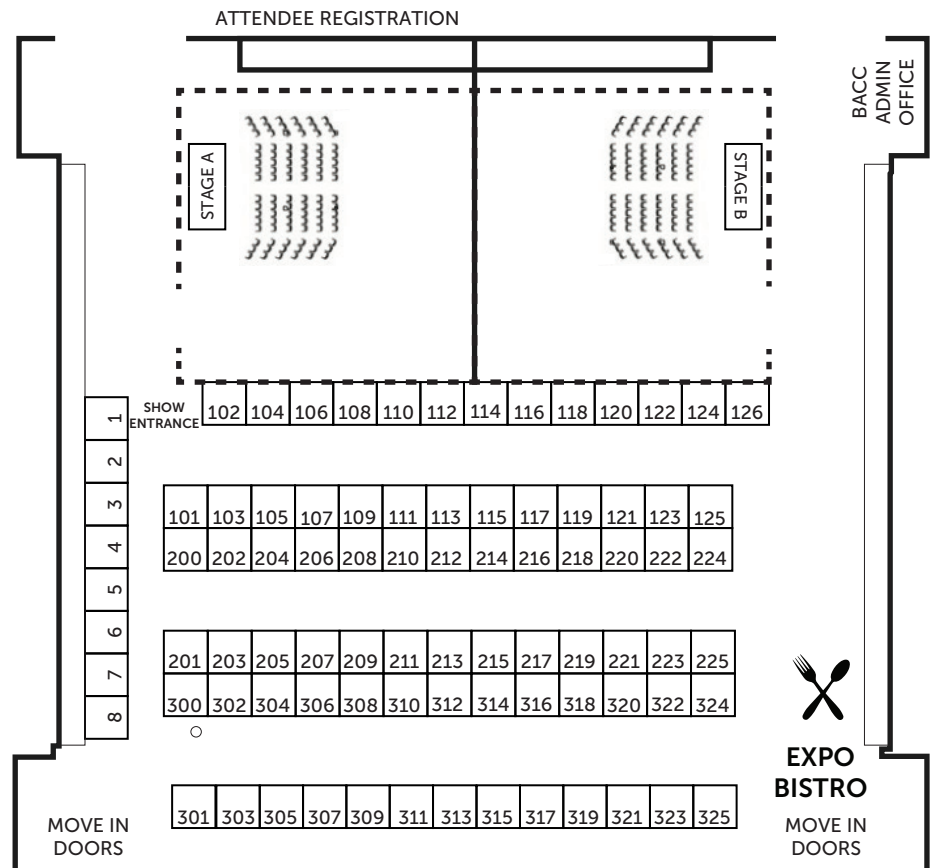 ATTENDEE REGISTRATION
BACC
ADMIN
OFFICE
STAGE A
STAGE B
SHOW
ENTRANCE
102 104 106 108 110 112 114 116 118 120 122 124 126
1
2
3
4
5
6
7
8
101 103 105 107 109 111 113 115 117 119 121 123 125
200 202 204 206 208 210 212 214 216 218 220 222 224
201 203 205 207 209 211 213 215 217 219 221 223 225
300 302 304 306 308 310 312 314 316 318 320 322 324
EXPO
BISTRO
301 303 305 307 309 311 313 315 317 319 321 323 325
MOVE IN
DOORS
MOVE IN
DOORS